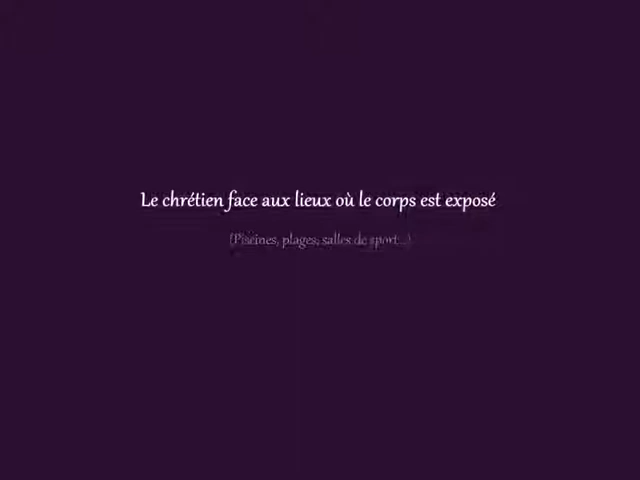 Le chrétien face aux lieux où le corps est exposé
(Piscines, plages, salles de sport...)